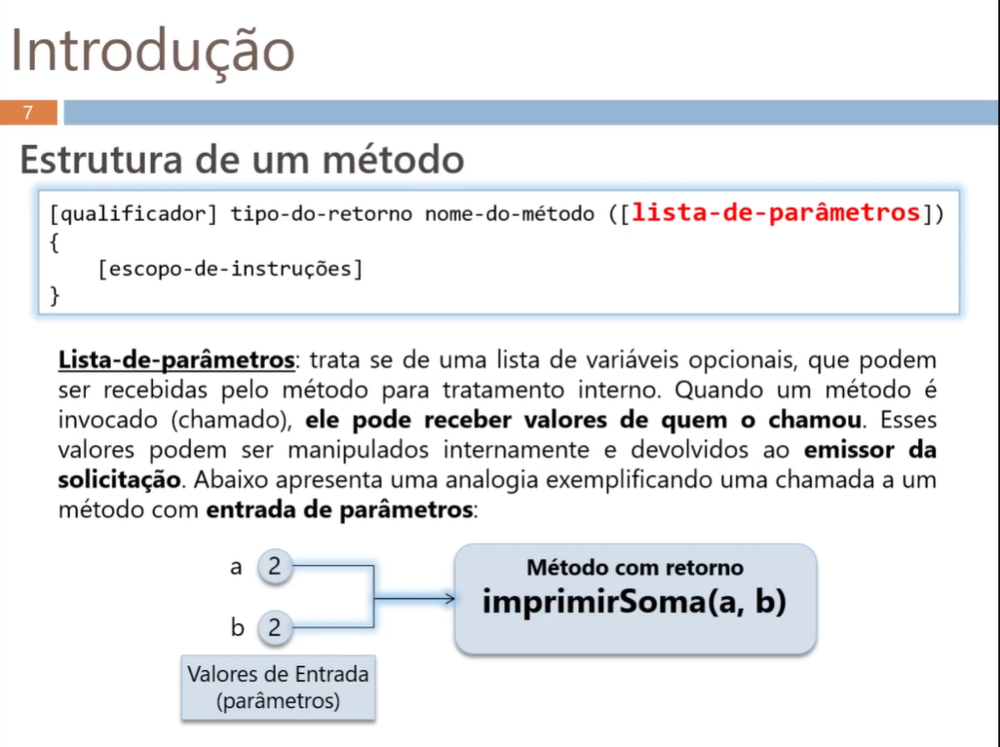 Introdução
7
Estrutura de um método
[qualificador] tipo-do-retorno nome-do-método ([lista-de-parâmetros])
{
[escopo-de-instruções]
}
Lista-de-parâmetros: trata se de uma lista de variáveis opcionais, que podem
ser recebidas pelo método para tratamento interno. Quando um método é
invocado (chamado), ele pode receber valores de quem o chamou. Esses
valores podem ser manipulados internamente e devolvidos ao emissor da
solicitação. Abaixo apresenta uma analogia exemplificando uma chamada a um
método com entrada de parâmetros:
a 2
b 2
Valores de Entrada
(parâmetros)
Método com retorno
imprimirSoma(a, b)